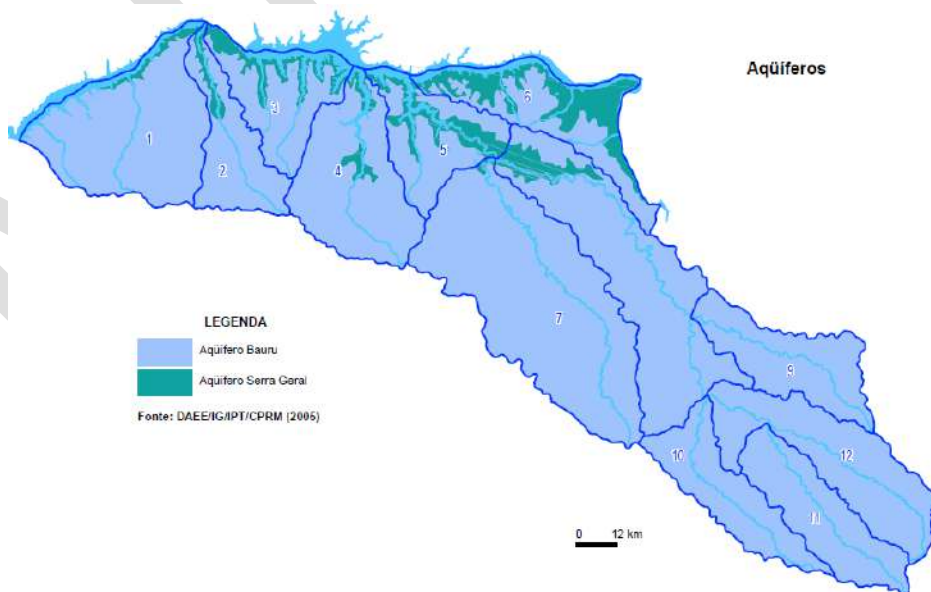 Aqüíferos
6
3
1
5
2
4
7
LEGENDA
Aqüífero Bauru
Aqüífero Serra Geral
9
Fonte: DAEE/IG/IPT/CPRM (2005)
10
12
11
0 12 km